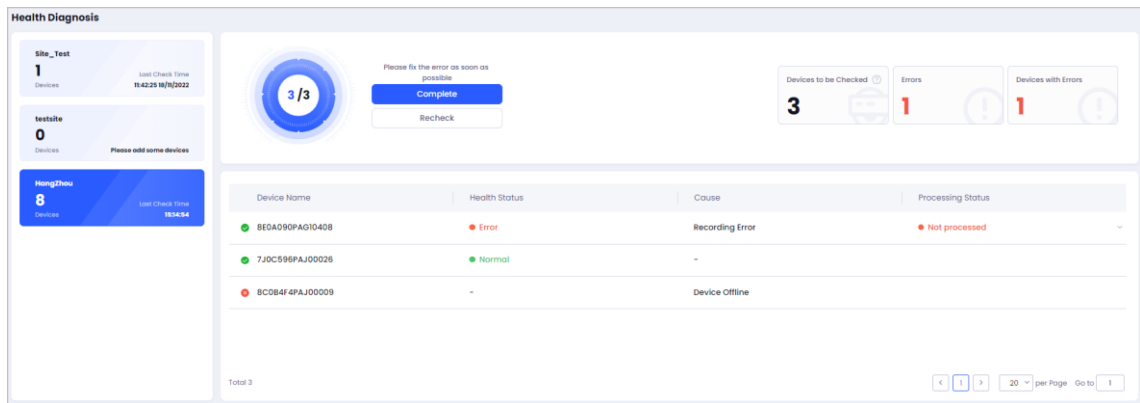 Health Diagnosis
Site_Test
1
Devices
Last Check Time
11:42:25 18/11/2022
testsite
0
Devices
Please add some devices
HangZhou
8
Devices
Last Check Time
15:34:54
3/3
Please fix the error as soon as
possible
Complete
Recheck
Devices to be Checked ?
3
Errors
1
Devices with Errors
1
Device Name Health Status Cause Processing Status
8E0A090PAG10408 Error Recording Error Not processed
7J0C596PAJ00026 Normal -
8C0B4F4PAJ00009 - Device Offline
Total 3
< 1 > 20 per Page Go to 1